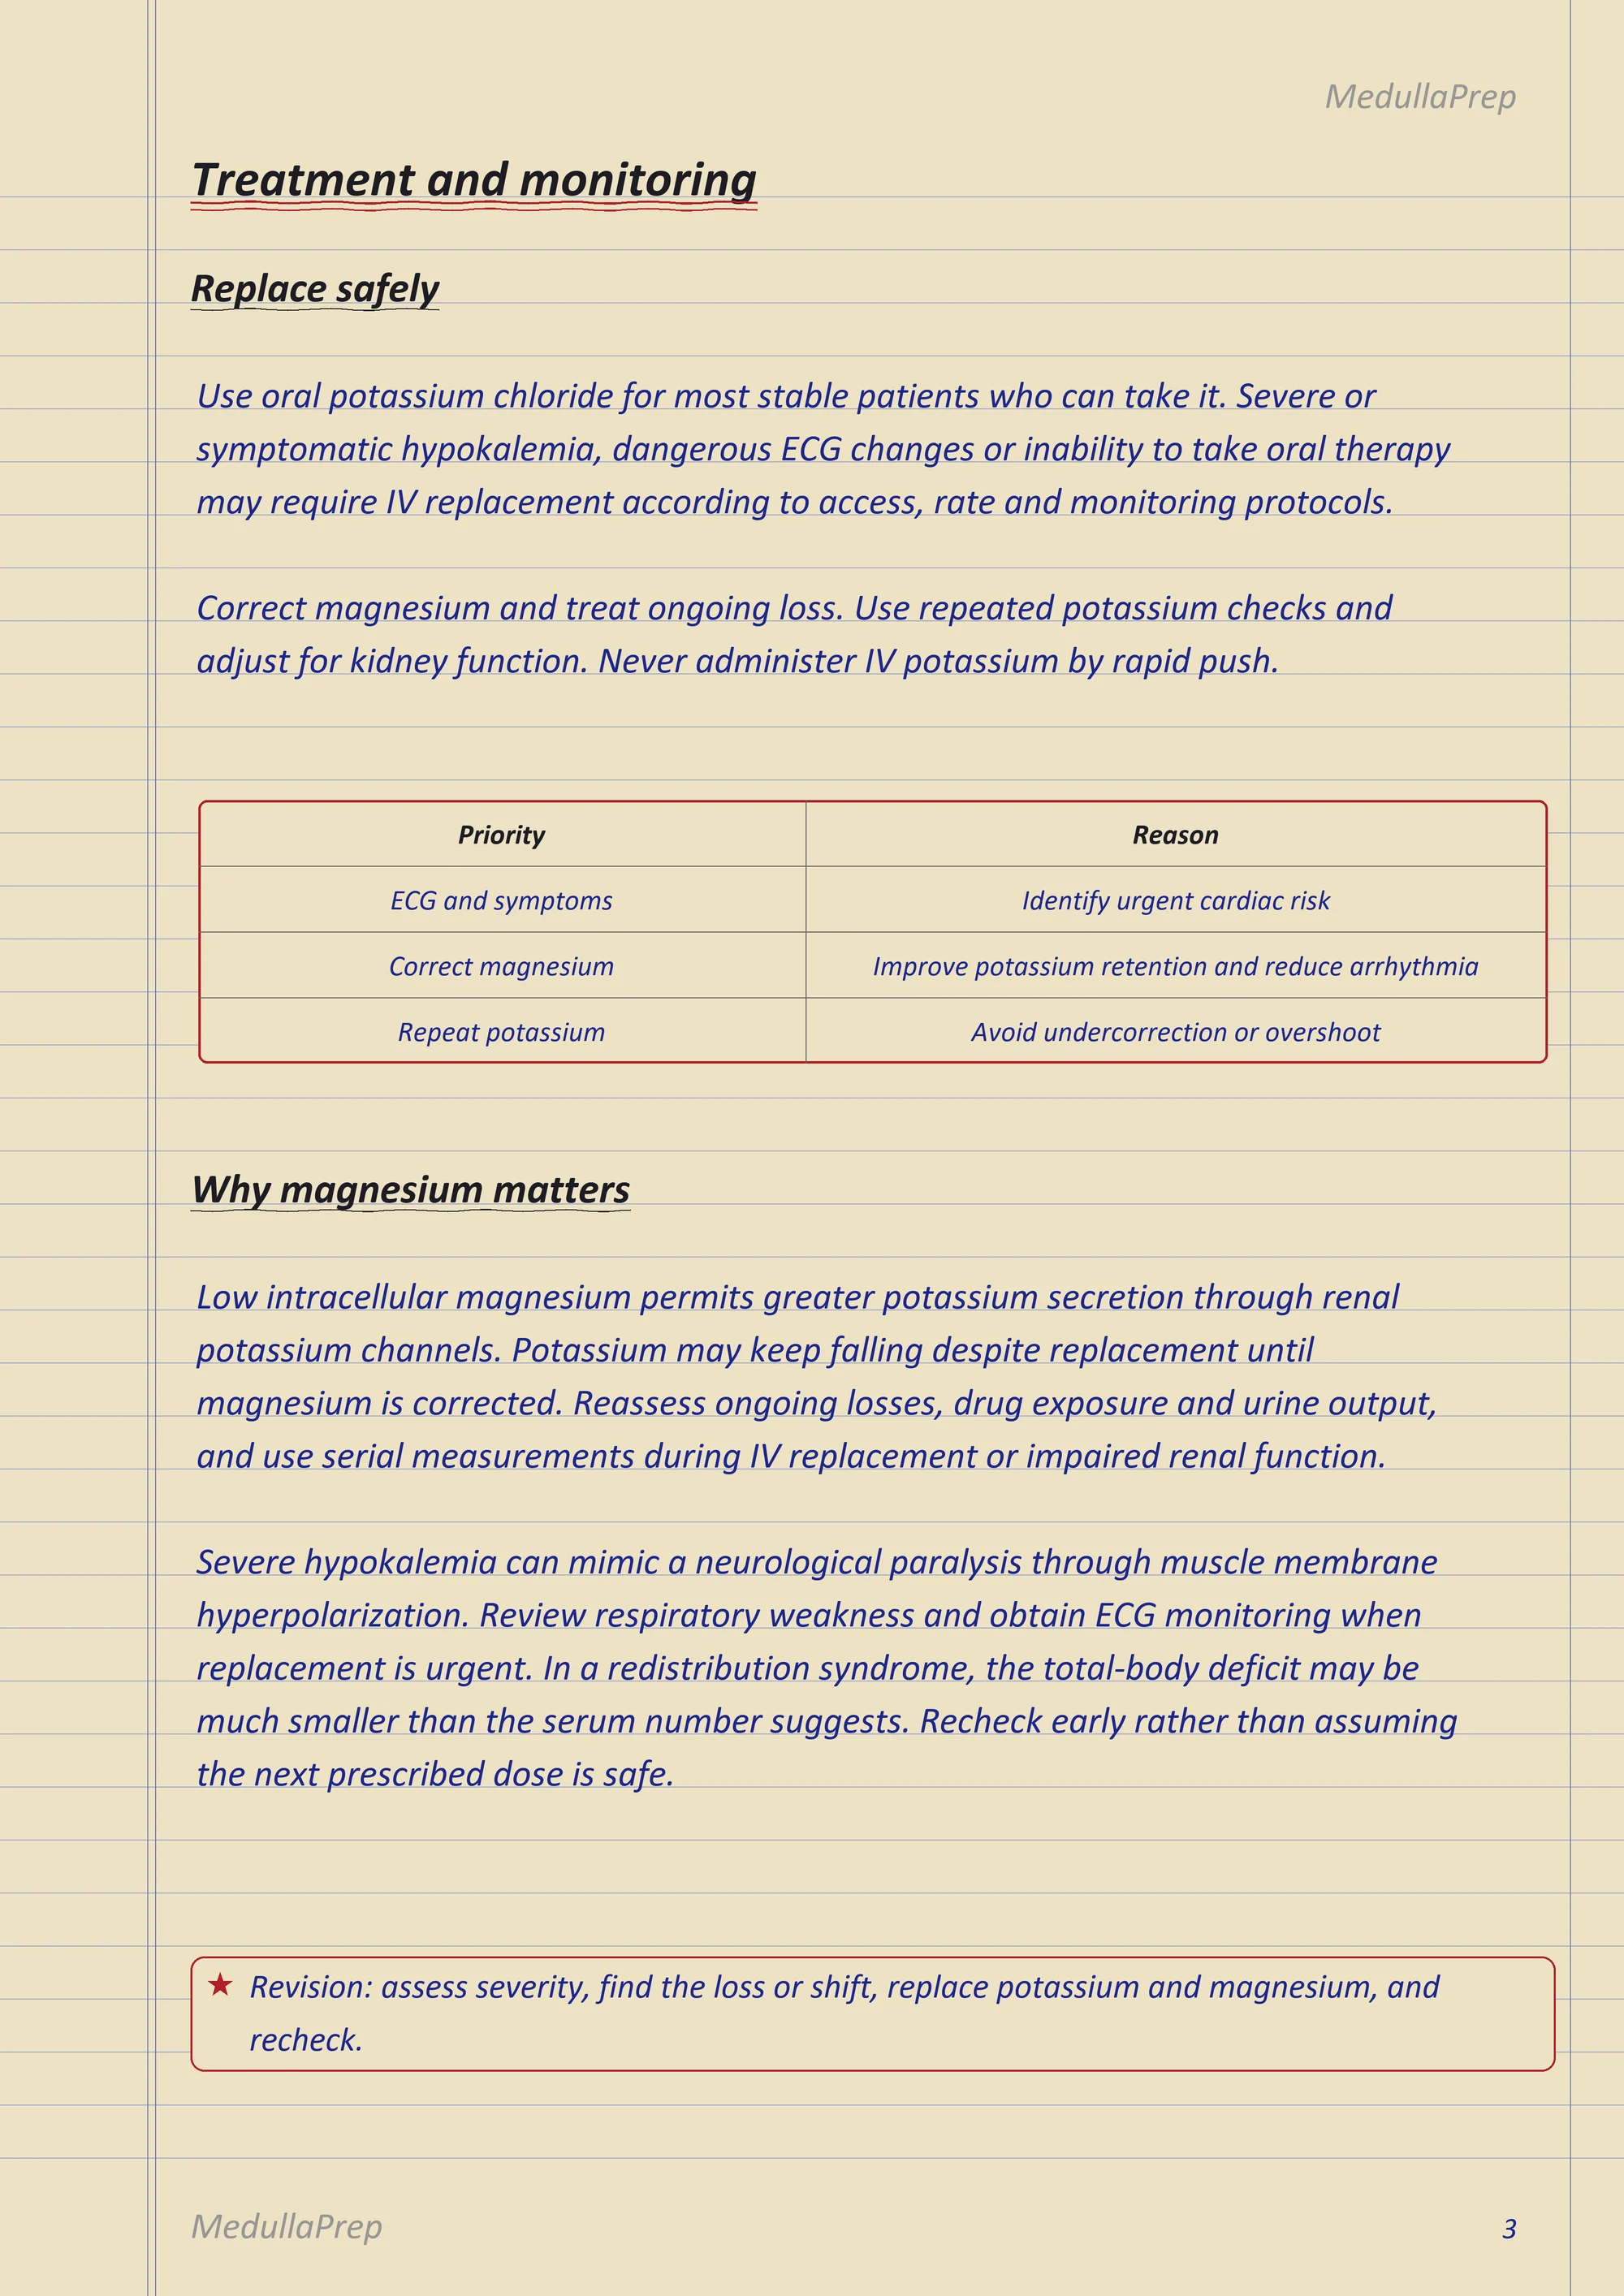 MedullaPrep
Treatment and monitoring
Replace safely
Use oral potassium chloride for most stable patients who can take it. Severe or
symptomatic hypokalemia, dangerous ECG changes or inability to take oral therapy
may require IV replacement according to access, rate and monitoring protocols.
Correct magnesium and treat ongoing loss. Use repeated potassium checks and
adjust for kidney function. Never administer IV potassium by rapid push.
Priority Reason
ECG and symptoms Identify urgent cardiac risk
Correct magnesium Improve potassium retention and reduce arrhythmia
Repeat potassium Avoid undercorrection or overshoot
Why magnesium matters
Low intracellular magnesium permits greater potassium secretion through renal
potassium channels. Potassium may keep falling despite replacement until
magnesium is corrected. Reassess ongoing losses, drug exposure and urine output,
and use serial measurements during IV replacement or impaired renal function.
Severe hypokalemia can mimic a neurological paralysis through muscle membrane
hyperpolarization. Review respiratory weakness and obtain ECG monitoring when
replacement is urgent. In a redistribution syndrome, the total-body deficit may be
much smaller than the serum number suggests. Recheck early rather than assuming
the next prescribed dose is safe.
★ Revision: assess severity, find the loss or shift, replace potassium and magnesium, and
recheck.
MedullaPrep 3